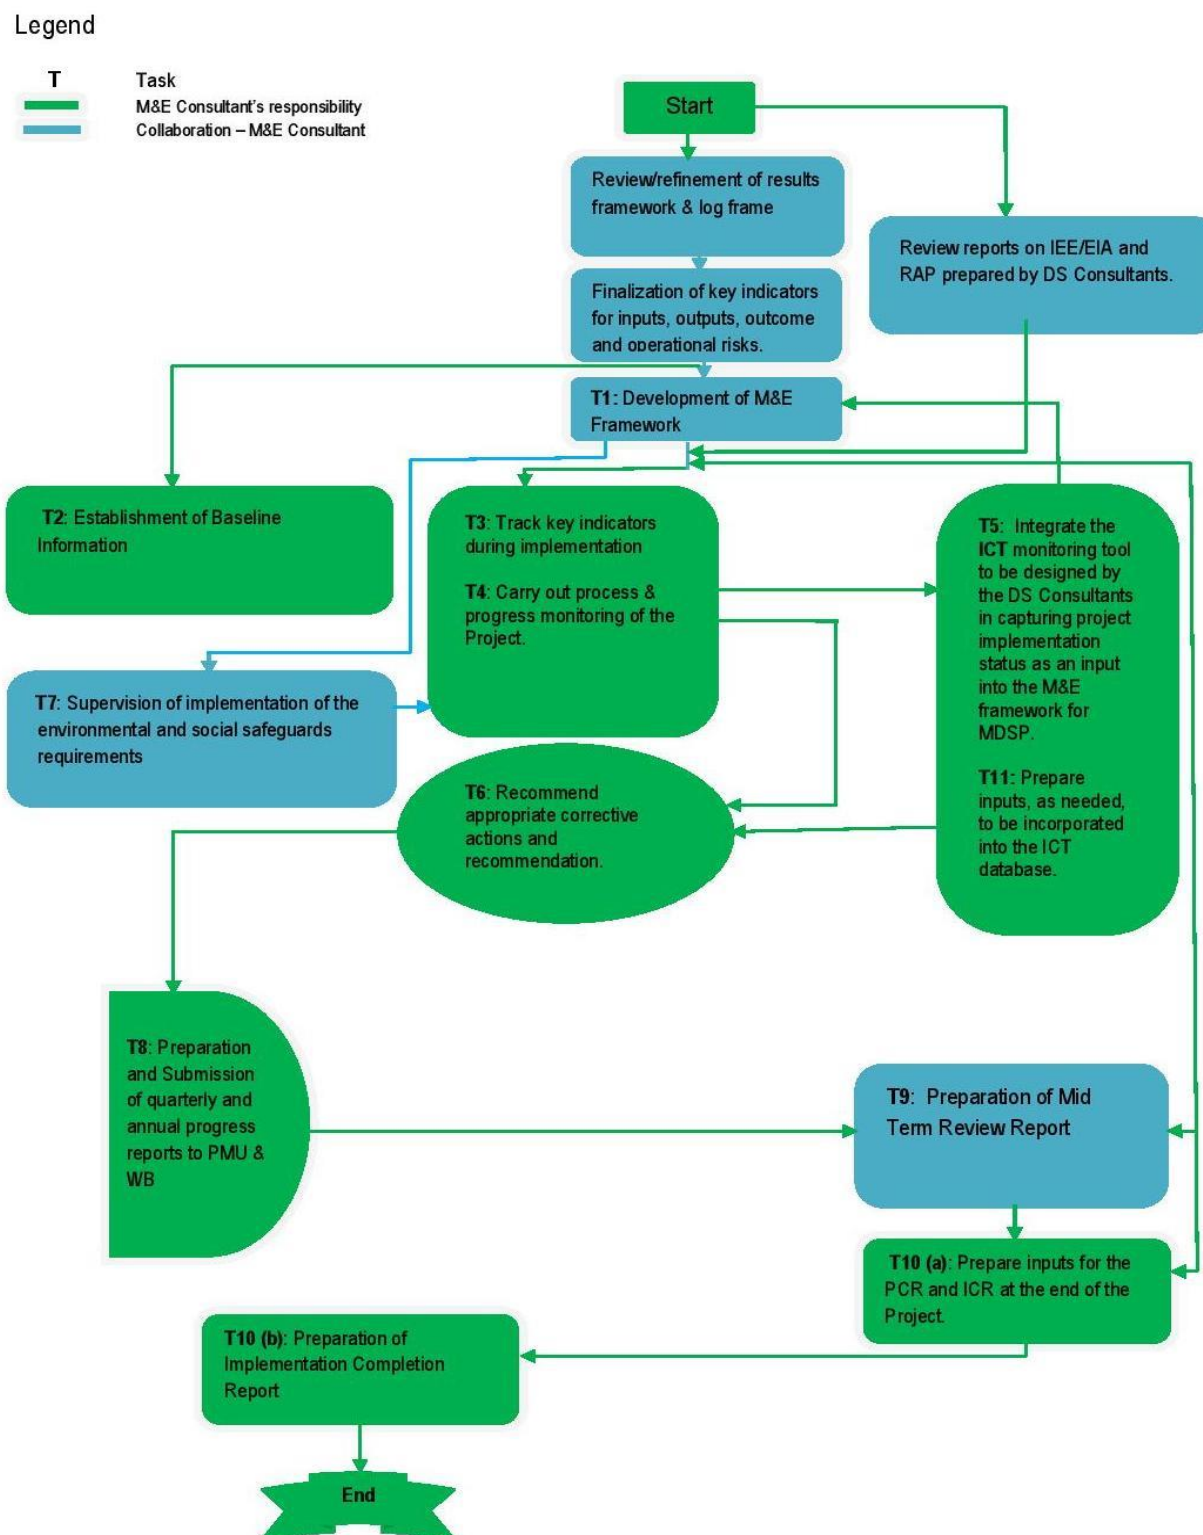 Legend
T Task
M&E Consultant's responsibility
Collaboration – M&E Consultant
Start
Review/refinement of results
framework & log frame
Review reports on IEE/EIA and
RAP prepared by DS Consultants.
Finalization of key indicators
for inputs, outputs, outcome
and operational risks.
T1: Development of M&E
Framework
T2: Establishment of Baseline
Information
T3: Track key indicators
during implementation
T4: Carry out process &
progress monitoring of the
Project.
T5: Integrate the
ICT monitoring tool
to be designed by
the DS Consultants
in capturing project
implementation
status as an input
into the M&E
framework for
MDSP.
T11: Prepare
inputs, as needed,
to be incorporated
into the ICT
database.
T7: Supervision of implementation of the
environmental and social safeguards
requirements
T6: Recommend
appropriate corrective
actions and
recommendation.
T8: Preparation
and Submission
of quarterly and
annual progress
reports to PMU &
WB
T9: Preparation of Mid
Term Review Report
T10 (a): Prepare inputs for the
PCR and ICR at the end of the
Project.
T10 (b): Preparation of
Implementation Completion
Report
End